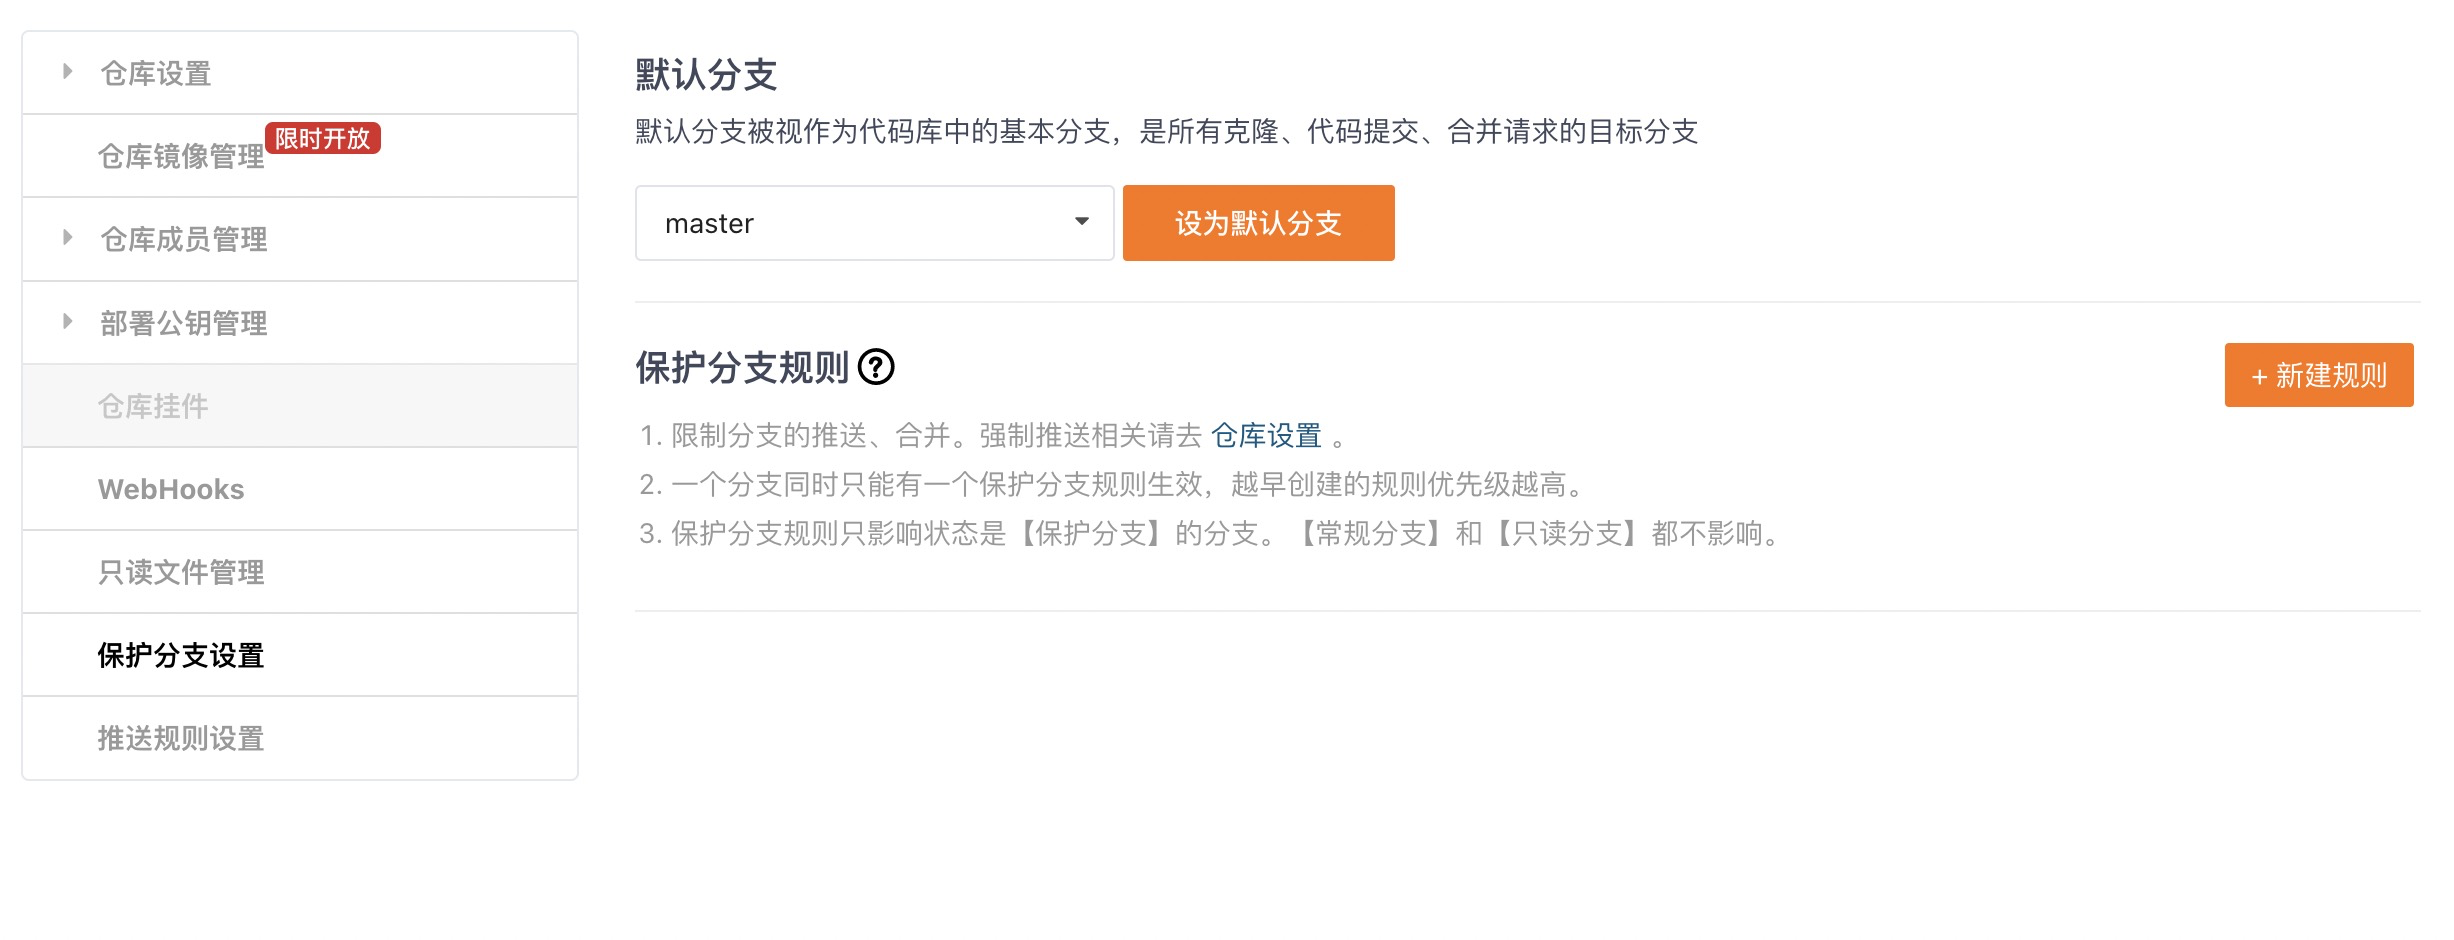 仓库设置
仓库镜像管理 限时开放
仓库成员管理
部署公钥管理
仓库挂件
WebHooks
只读文件管理
保护分支设置
推送规则设置
默认分支
默认分支被视作为代码库中的基本分支，是所有克隆、代码提交、合并请求的目标分支
master 设为默认分支
保护分支规则 ?
+ 新建规则
1. 限制分支的推送、合并。强制推送相关请去 仓库设置 。
2. 一个分支同时只能有一个保护分支规则生效，越早创建的规则优先级越高。
3. 保护分支规则只影响状态是【保护分支】的分支。【常规分支】和【只读分支】都不影响。